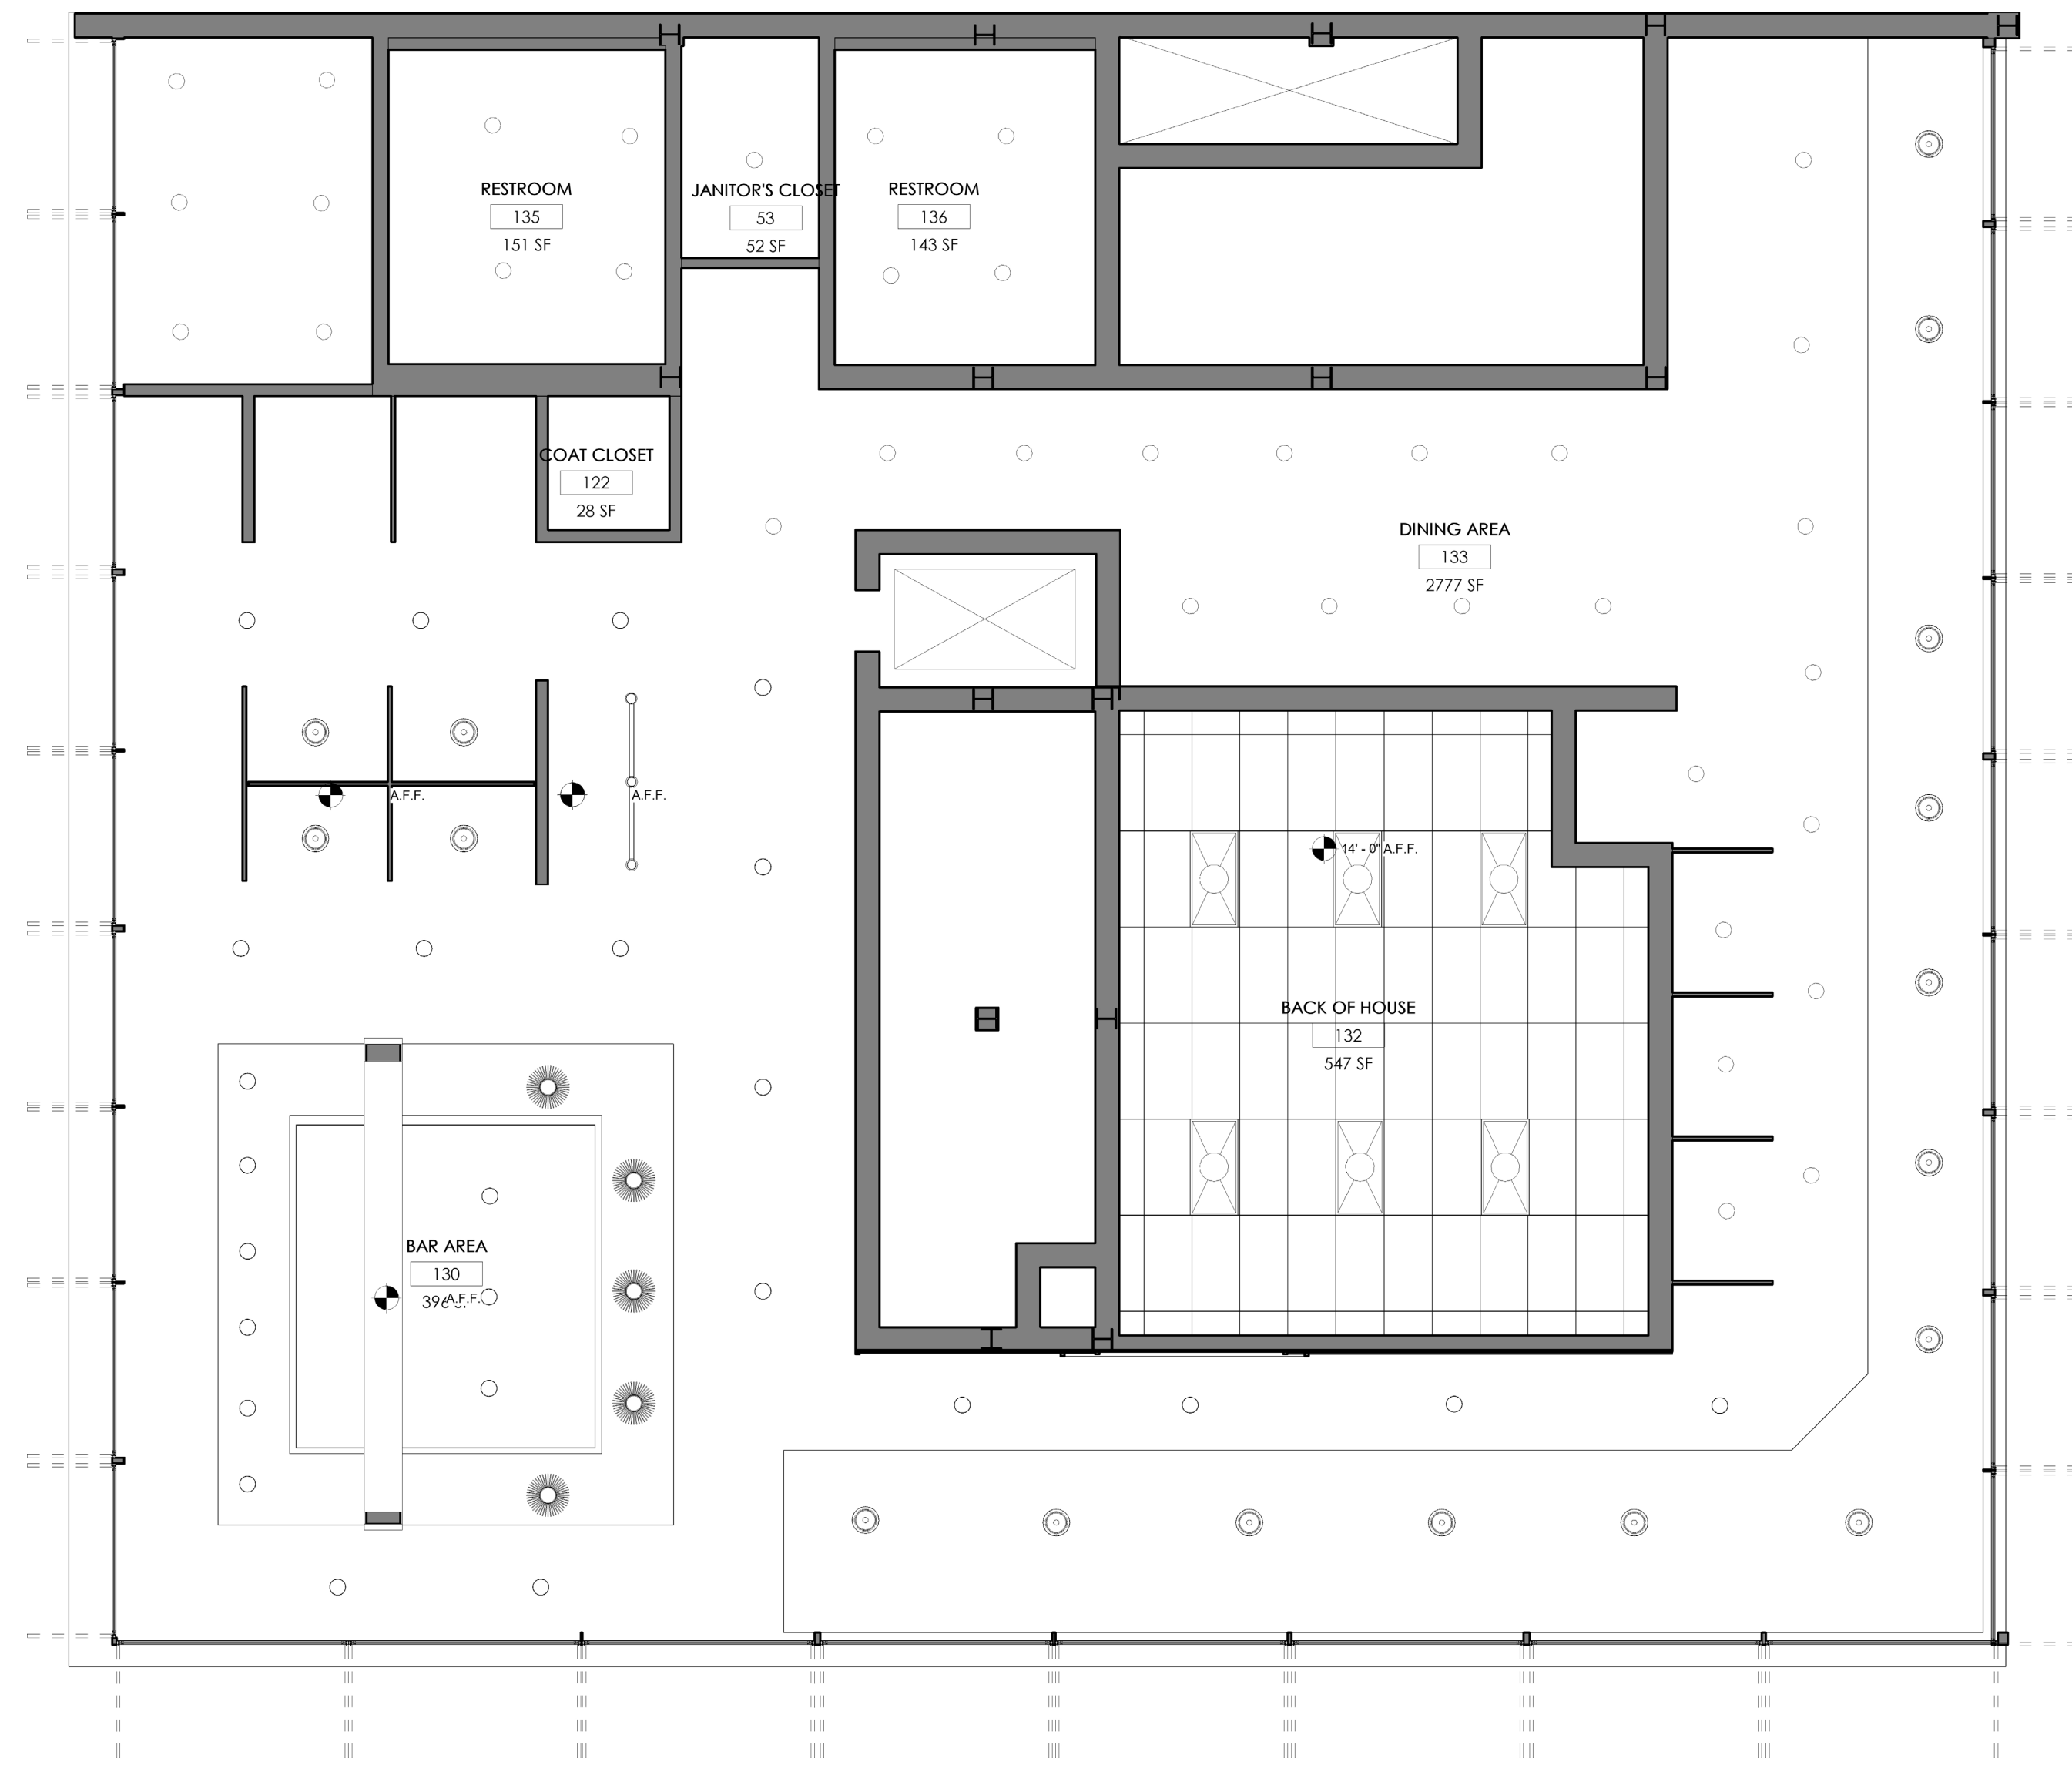 RESTROOM
135
151 SF
JANITOR'S CLOSET
53
52 SF
RESTROOM
136
143 SF
COAT CLOSET
122
28 SF
DINING AREA
133
2777 SF
A.F.F.
A.F.F.
14' - 0" A.F.F.
BACK OF HOUSE
132
547 SF
BAR AREA
130
A.F.F.